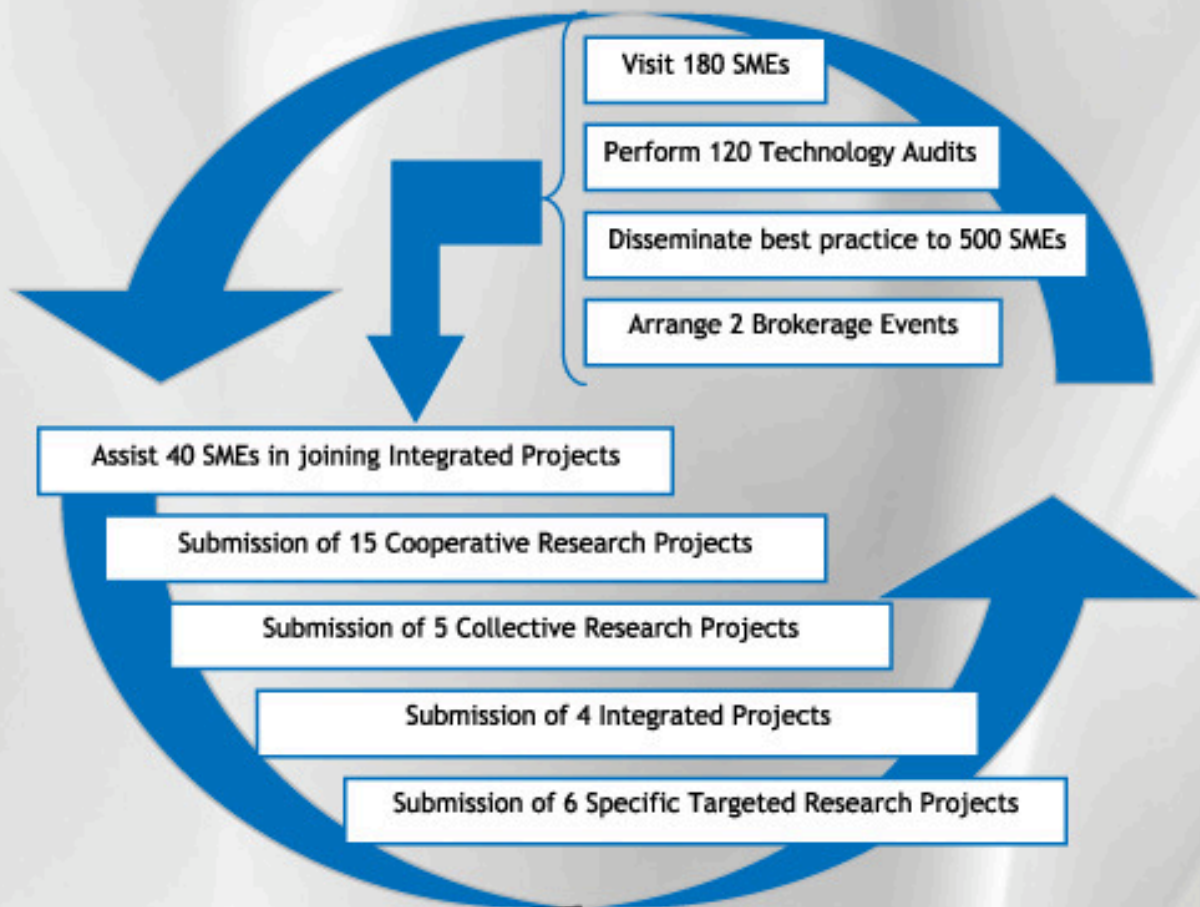 Visit 180 SMEs
Perform 120 Technology Audits
Disseminate best practice to 500 SMEs
Arrange 2 Brokerage Events
Assist 40 SMEs in joining Integrated Projects
Submission of 15 Cooperative Research Projects
Submission of 5 Collective Research Projects
Submission of 4 Integrated Projects
Submission of 6 Specific Targeted Research Projects